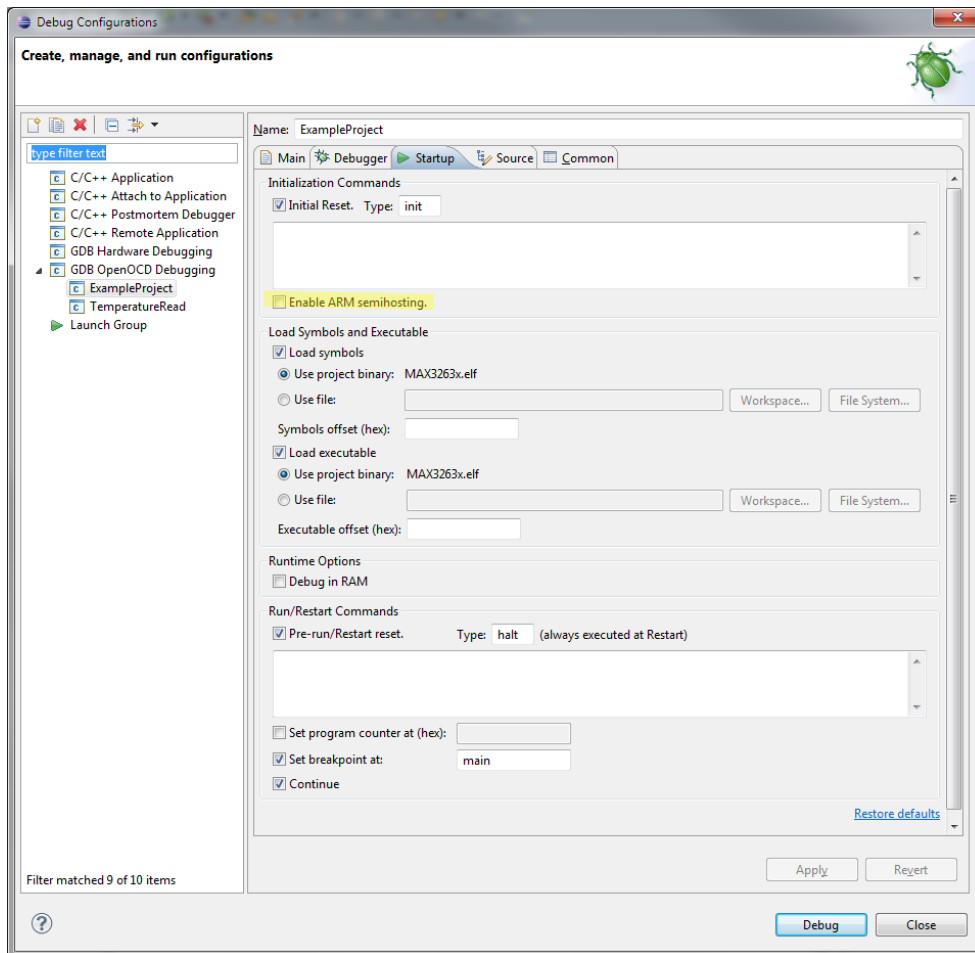 Debug Configurations
Create, manage, and run configurations
type filter text
C/C++ Application
C/C++ Attach to Application
C/C++ Postmortem Debugger
C/C++ Remote Application
GDB Hardware Debugging
GDB OpenOCD Debugging
ExampleProject
TemperatureRead
Launch Group
Filter matched 9 of 10 items
Name: ExampleProject
Main Debugger Startup Source Common
Initialization Commands
Initial Reset. Type: init
Enable ARM semihosting.
Load Symbols and Executable
Load symbols
Use project binary: MAX3263x.elf
Use file: Workspace... File System...
Symbols offset (hex):
Load executable
Use project binary: MAX3263x.elf
Use file: Workspace... File System...
Executable offset (hex):
Runtime Options
Debug in RAM
Run/Restart Commands
Pre-run/Restart reset. Type: halt (always executed at Restart)
Set program counter at (hex):
Set breakpoint at: main
Continue
Restore defaults
Apply Revert
Debug Close